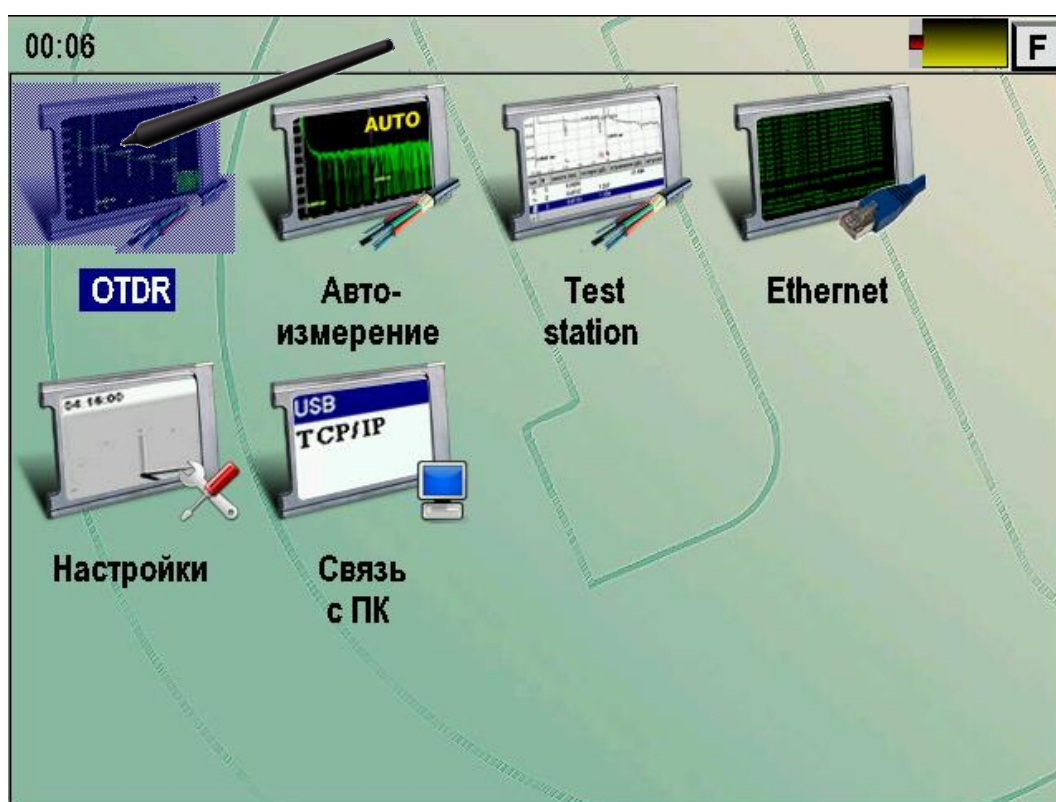 00:06
F
AUTO
OTDR
Авто-
измерение
Test
station
Ethernet
04:16:00
USB
TCP/IP
Настройки
Связь
с ПК